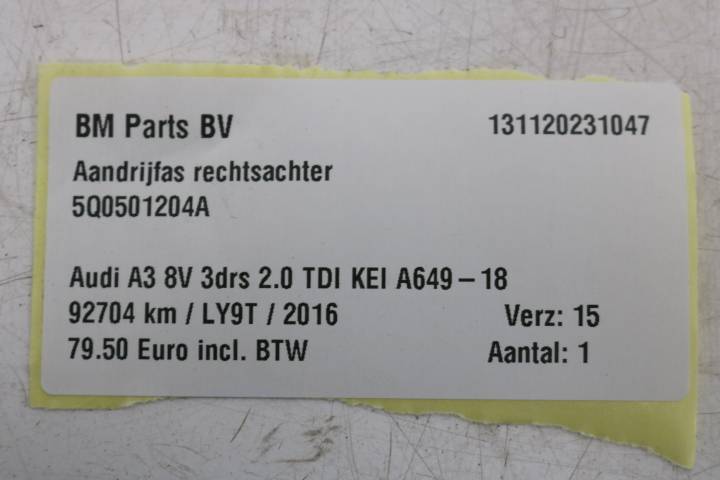 BM Parts BV 131120231047
Aandrijfas rechtsachter
5Q0501204A
Audi A3 8V 3drs 2.0 TDI KEI A649-18
92704 km / LY9T / 2016 Verz: 15
79.50 Euro incl. BTW Aantal: 1